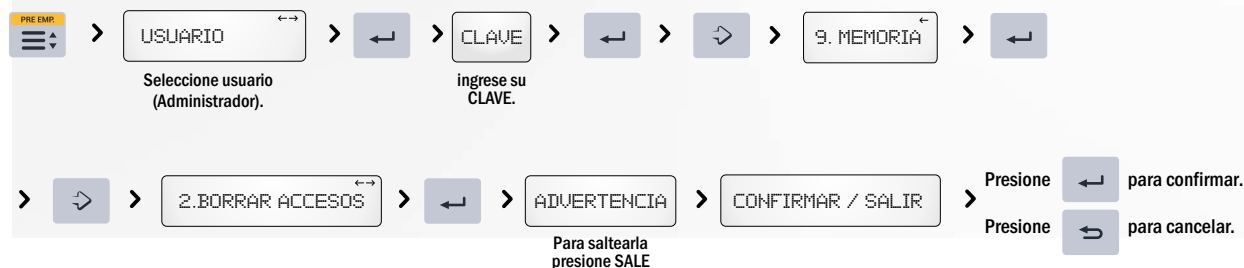 PRE EMP.
USUARIO
CLAVE
9. MEMORIA
Seleccione usuario
(Administrador).
ingrese su
CLAVE.
2.BORRAR ACCESOS
ADVERTENCIA
CONFIRMAR / SALIR
Presione para confirmar.
Presione para cancelar.
Para saltearla
presione SALE